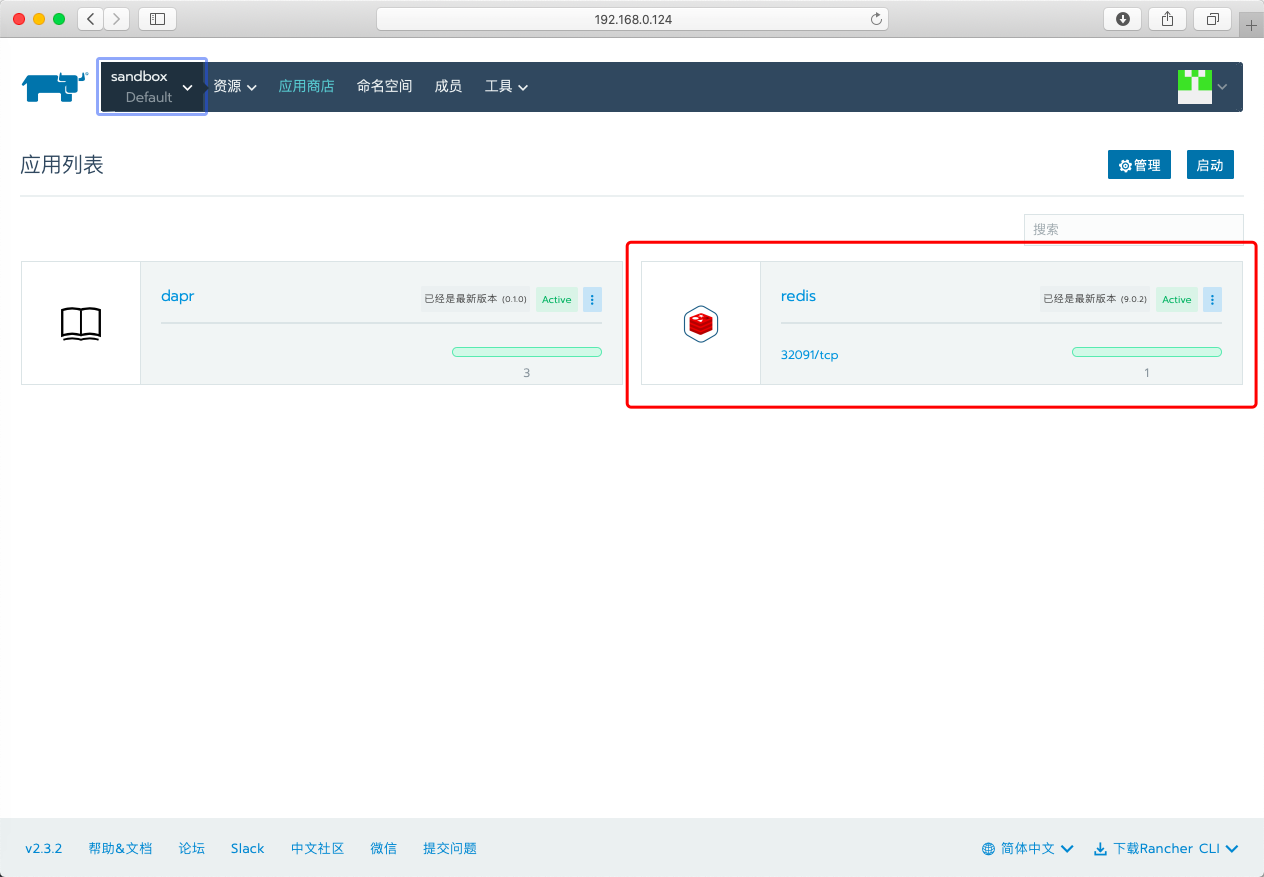 192.168.0.124
sandbox
Default
资源
应用商店
命名空间
成员
工具
应用列表
管理
启动
搜索
dapr
已经是最新版本 (0.1.0)
Active
3
redis
已经是最新版本 (9.0.2)
Active
32091/tcp
1
v2.3.2
帮助&文档
论坛
Slack
中文社区
微信
提交问题
简体中文
下载Rancher CLI